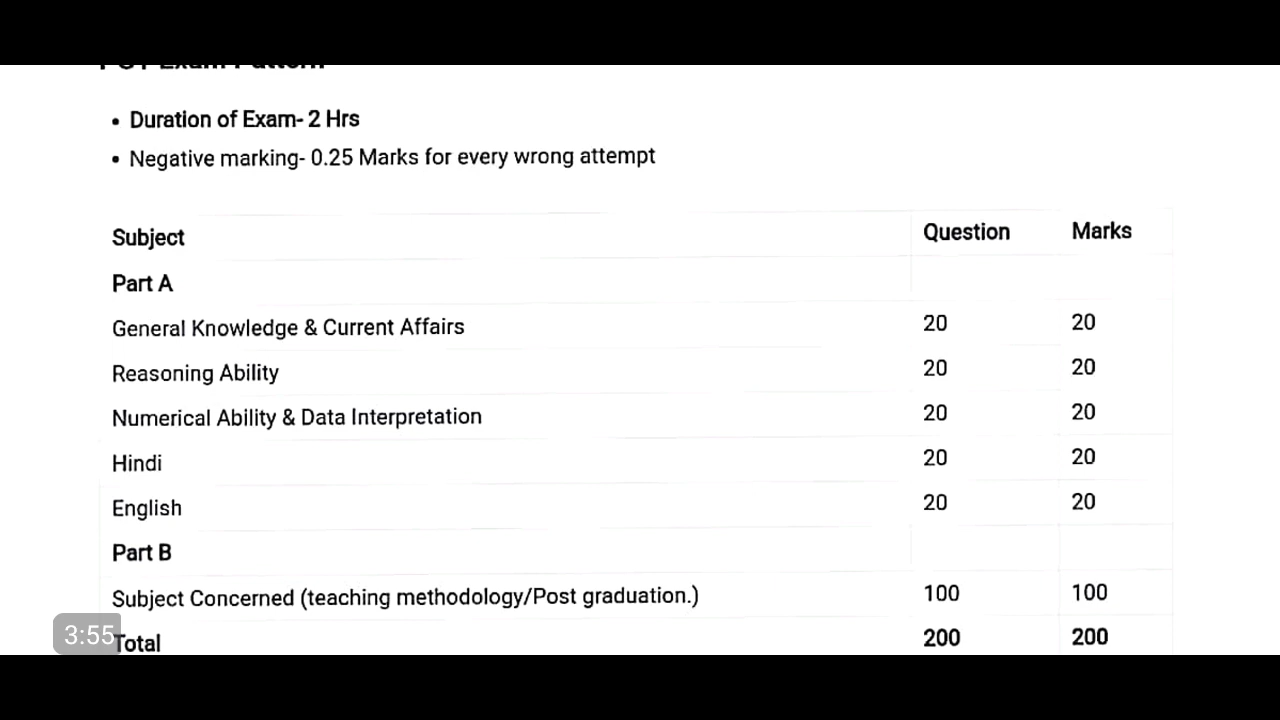 Exam Pattern
• Duration of Exam- 2 Hrs
• Negative marking- 0.25 Marks for every wrong attempt
Subject Question Marks
Part A
General Knowledge & Current Affairs 20 20
Reasoning Ability 20 20
Numerical Ability & Data Interpretation 20 20
Hindi 20 20
English 20 20
Part B
Subject Concerned (teaching methodology/Post graduation.) 100 100
Total 200 200
3:55